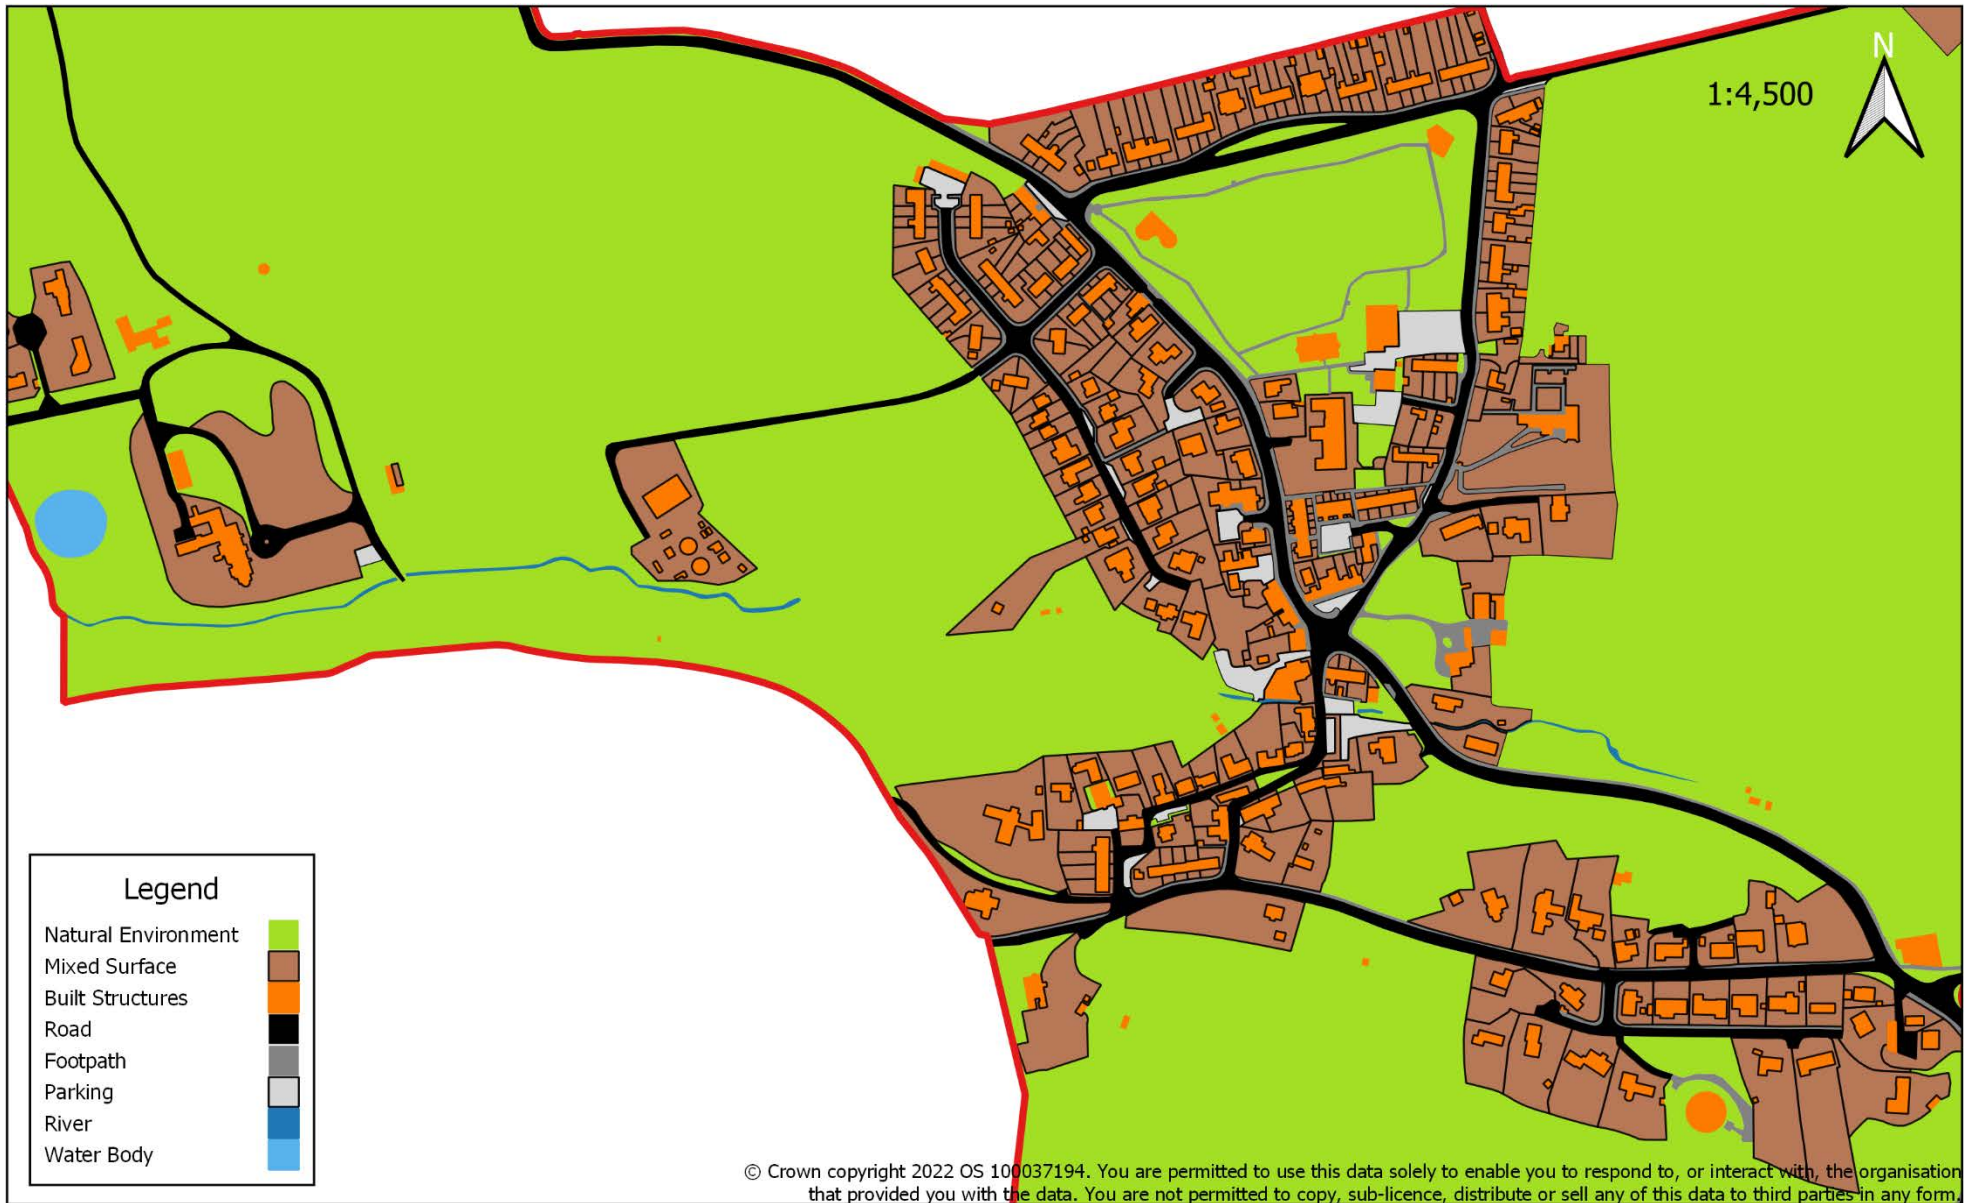 N
1:4,500
Legend
Natural Environment
Mixed Surface
Built Structures
Road
Footpath
Parking
River
Water Body
© Crown copyright 2022 OS 100037194. You are permitted to use this data solely to enable you to respond to, or interact with, the organisation
that provided you with the data. You are not permitted to copy, sub-licence, distribute or sell any of this data to third parties in any form.